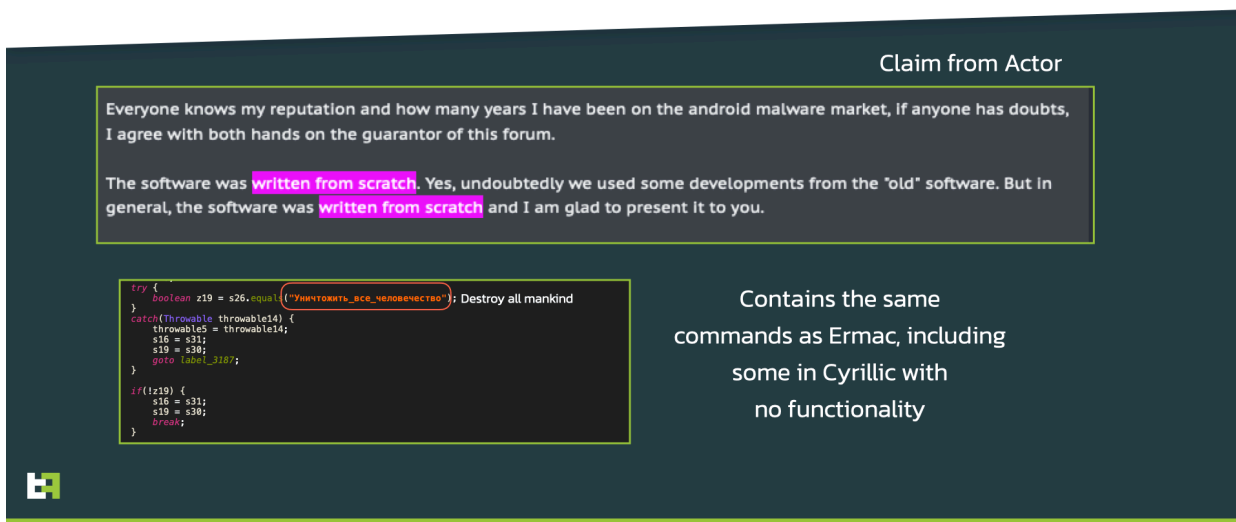 Claim from Actor
Everyone knows my reputation and how many years I have been on the android malware market, if anyone has doubts,
I agree with both hands on the guarantor of this forum.
The software was written from scratch. Yes, undoubtedly we used some developments from the "old" software. But in
general, the software was written from scratch and I am glad to present it to you.
try {
boolean z19 = s26.equals("Уничтожить_все_человечество"); Destroy all mankind
}
catch(Throwable throwable14) {
throwable5 = throwable14;
s16 = s31;
s19 = s30;
goto label_3187;
}
if(!z19) {
s16 = s31;
s19 = s30;
break;
}
Contains the same
commands as Ermac, including
some in Cyrillic with
no functionality